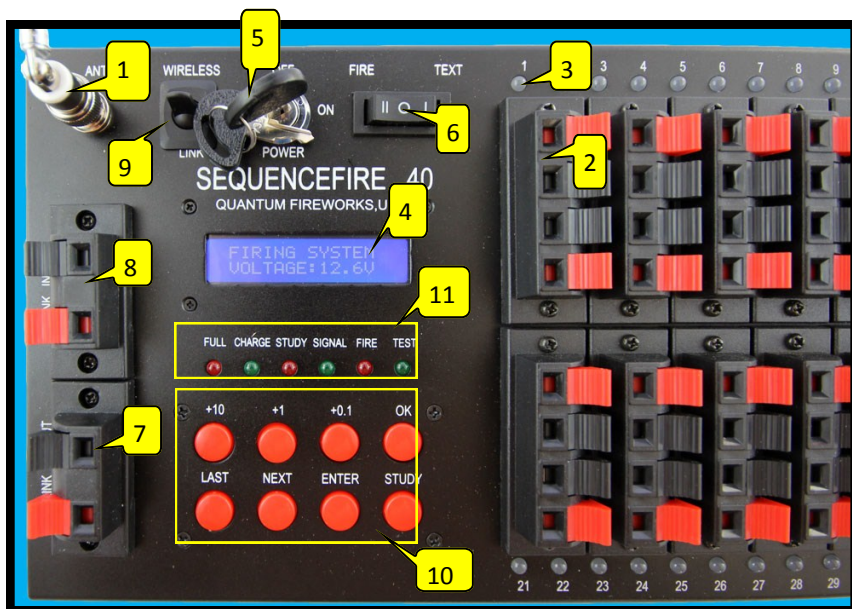 5
1
ANT
WIRELESS
FIRE
TEXT
1
3
3
4
5
6
7
8
9
ON
II O I
6
9
LINK
POWER
2
SEQUENCEFIRE 40
QUANTUM FIREWORKS,U
4
FIRING SYSTEM
VOLTAGE:12.6V
8
11
FULL CHARGE STUDY SIGNAL FIRE TEST
+10 +1 +0.1 OK
7
LAST NEXT ENTER STUDY
10
21 22 23 24 25 26 27 28 29